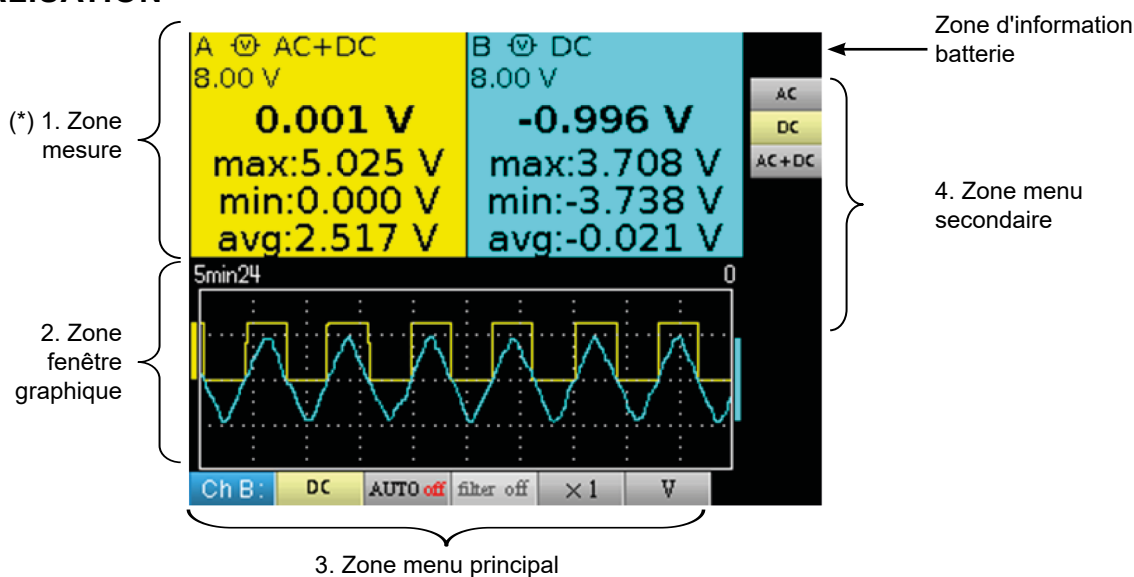 Zone d'information
batterie
(*) 1. Zone
mesure
A V AC+DC
8.00 V
0.001 V
max:5.025 V
min:0.000 V
avg:2.517 V
B V DC
8.00 V
-0.996 V
max:3.708 V
min:-3.738 V
avg:-0.021 V
AC
DC
AC+DC
4. Zone menu
secondaire
2. Zone
fenêtre
graphique
5min24 0
Ch B: DC AUTO off filter off ×1 V
3. Zone menu principal